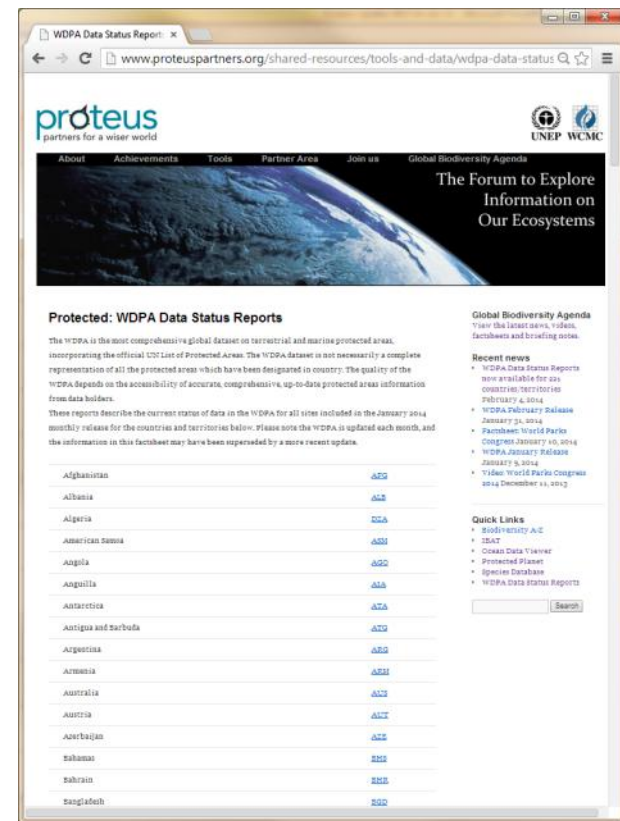 WDPA Data Status Report
www.proteuspartners.org/shared-resources/tools-and-data/wdpa-data-status
proteus
partners for a wiser world
UNEP WCMC
About Achievements Tools Partner Area Join us Global Biodiversity Agenda
The Forum to Explore
Information on
Our Ecosystems
Protected: WDPA Data Status Reports
The WDPA is the most comprehensive global dataset on terrestrial and marine protected areas,
incorporating the official UN List of Protected Areas. The WDPA dataset is not necessarily a complete
representation of all the protected areas which have been designated in country. The quality of the
WDPA depends on the accessibility of accurate, comprehensive, up-to-date protected areas information
from data holders.
These reports describe the current status of data in the WDPA for all sites included in the January 2014
monthly release for the countries and territories below. Please note the WDPA is updated each month, and
the information in this factsheet may have been superseded by a more recent update.
Afghanistan AFG
Albania ALB
Algeria DZA
American Samoa ASM
Angola AGO
Anguilla AIA
Antarctica ATA
Antigua and Barbuda ATG
Argentina ARG
Armenia ARM
Australia AUS
Austria AUT
Azerbaijan AZE
Bahamas BHS
Bahrain BHR
Bangladesh BGD
Global Biodiversity Agenda
View the latest news, videos,
factsheets and briefing notes.
Recent news
WDPA Data Status Reports
now available for 221
countries/territories
February 4, 2014
WDPA February Release
January 31, 2014
Factsheet: World Parks
Congress January 10, 2014
WDPA January Release
January 9, 2014
Video: World Parks Congress
2014 December 11, 2013
Quick Links
Biodiversity A-Z
IBAT
Ocean Data Viewer
Protected Planet
Species Database
WDPA Data Status Reports
Search